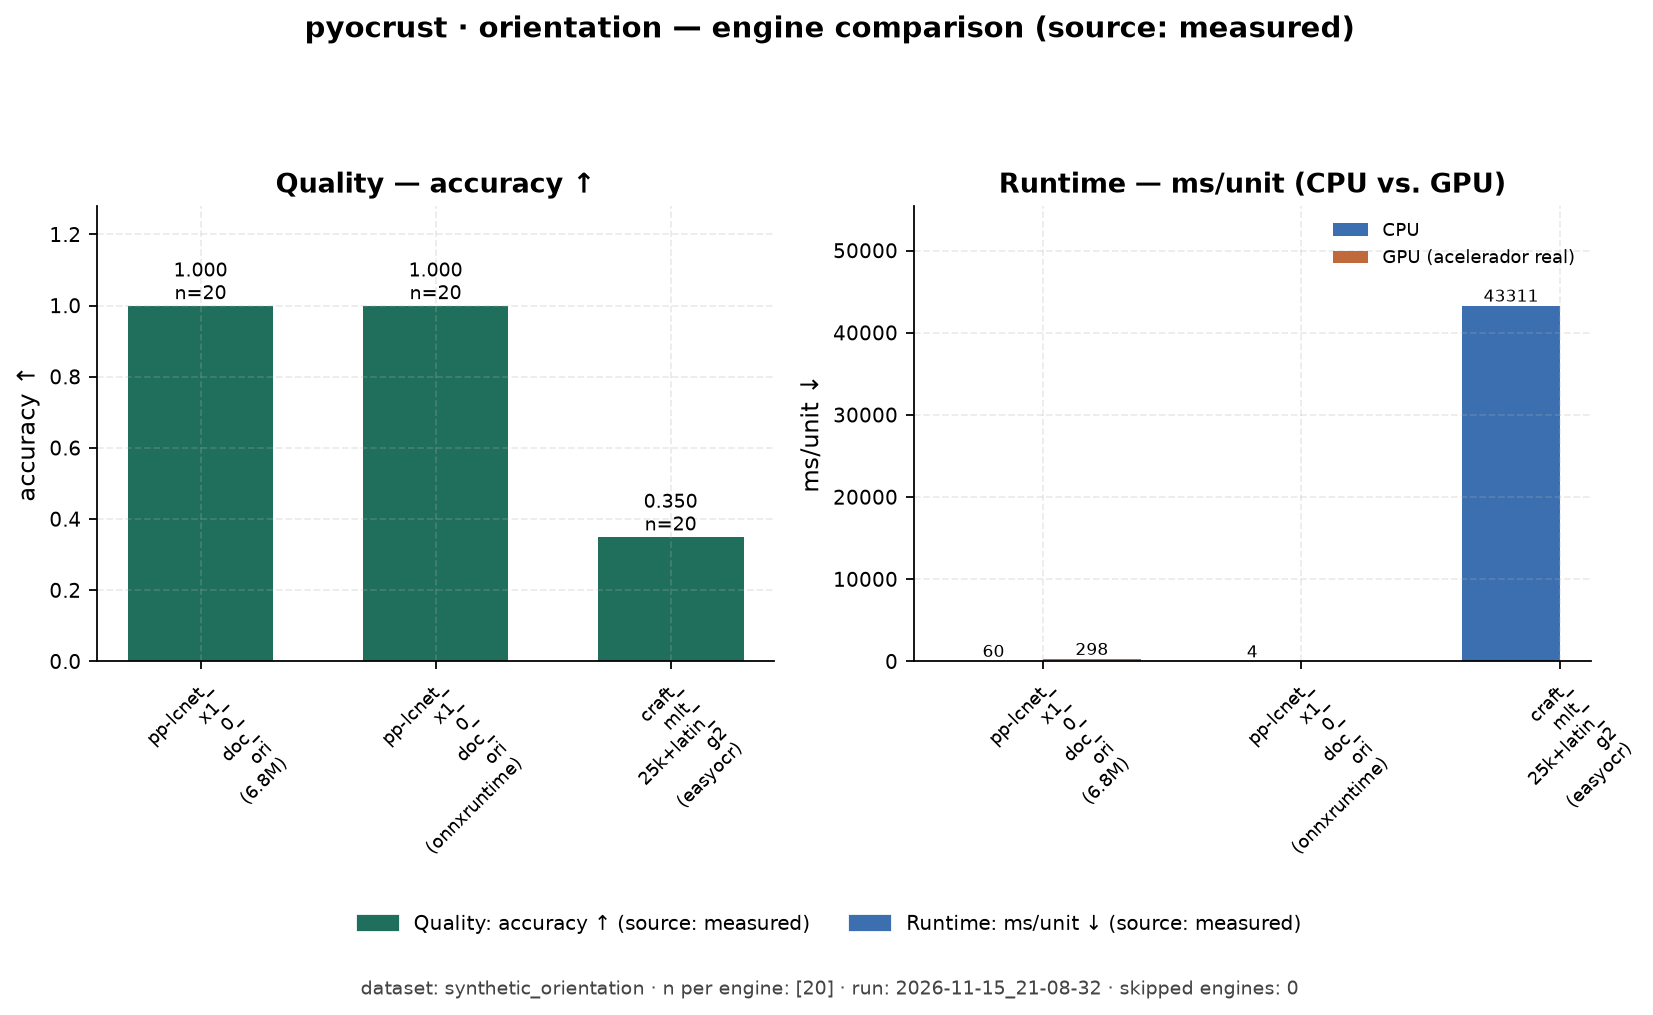 pyocrust · orientation — engine comparison (source: measured)
Quality — accuracy ↑
accuracy ↑
1.2
1.0
0.8
0.6
0.4
0.2
0.0
1.000
n=20
1.000
n=20
0.350
n=20
pp-lcnet_
x1_
0_
doc_
ori
(6.8M)
pp-lcnet_
x1_
0_
doc_
ori
(onnxruntime)
craft_
mlt_
25k+latin_
g2
(easyocr)
Runtime — ms/unit (CPU vs. GPU)
ms/unit ↓
50000
40000
30000
20000
10000
0
CPU
GPU (acelerador real)
60
298
4
43311
pp-lcnet_
x1_
0_
doc_
ori
(6.8M)
pp-lcnet_
x1_
0_
doc_
ori
(onnxruntime)
craft_
mlt_
25k+latin_
g2
(easyocr)
Quality: accuracy ↑ (source: measured)
Runtime: ms/unit ↓ (source: measured)
dataset: synthetic_orientation · n per engine: [20] · run: 2026-11-15_21-08-32 · skipped engines: 0